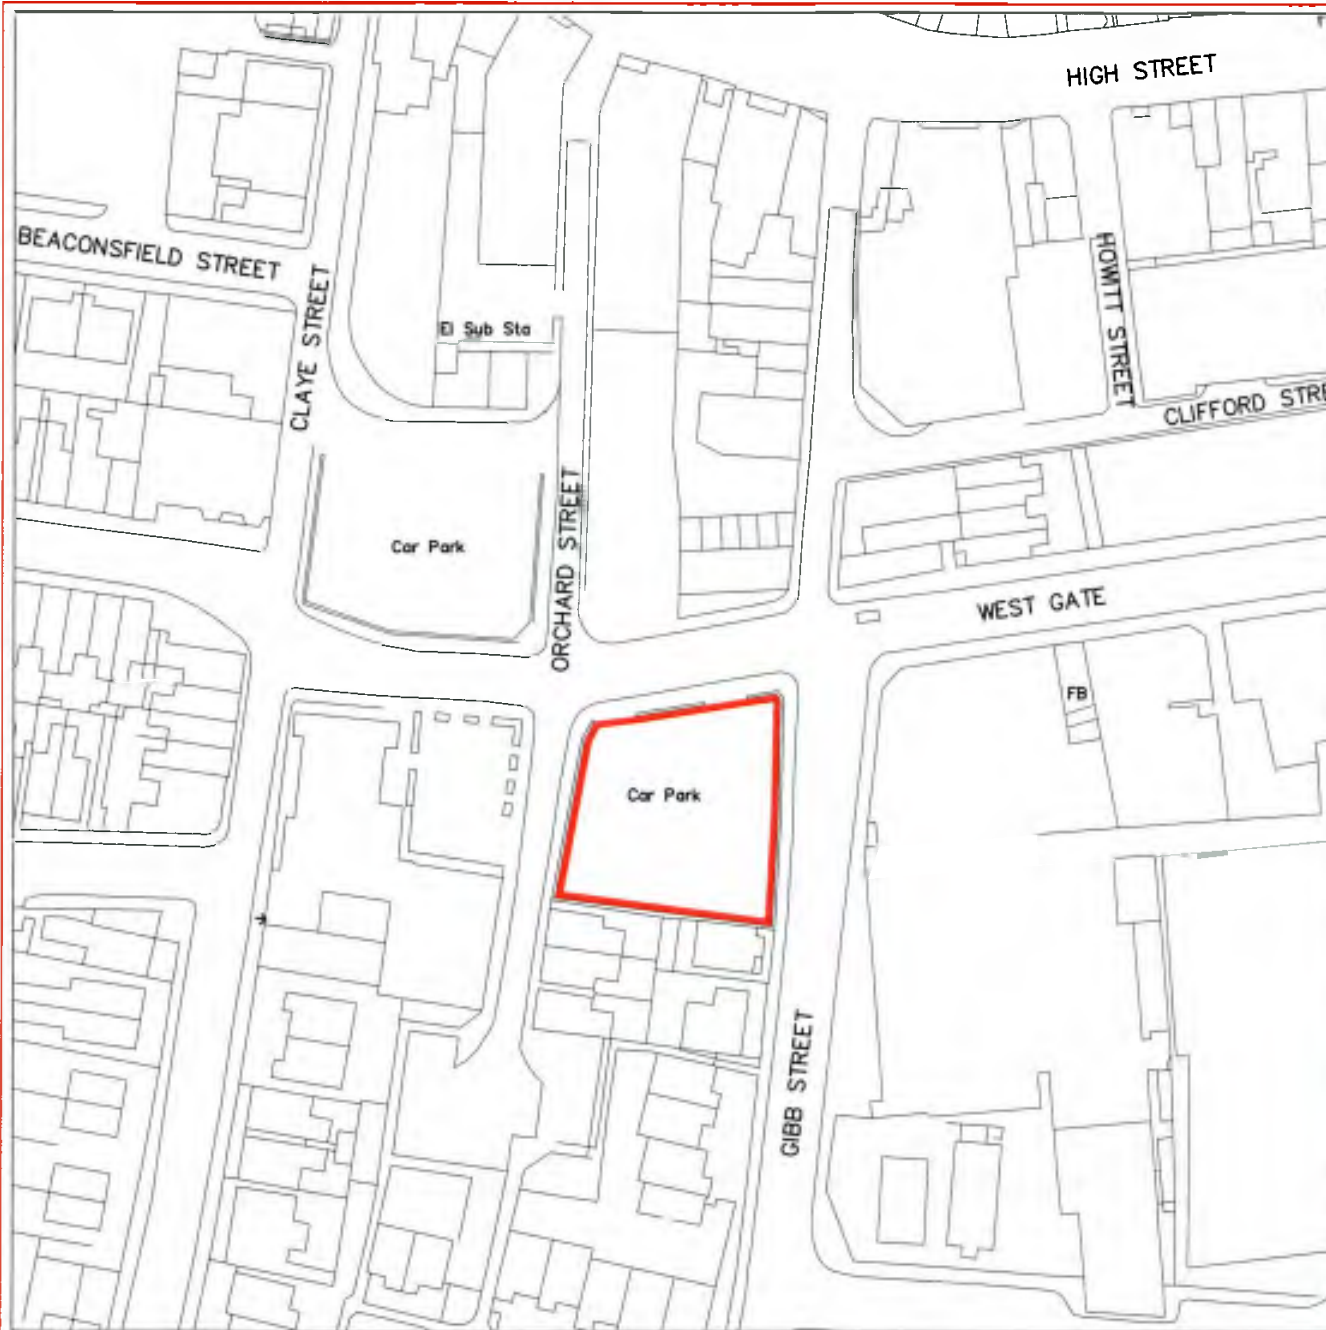 HIGH STREET
BEACONSFIELD STREET
CLAYE STREET
El Sub Sta
HOWITT STREET
CLIFFORD STRE
Car Park
ORCHARD STREET
WEST GATE
FB
Car Park
GIBB STREET